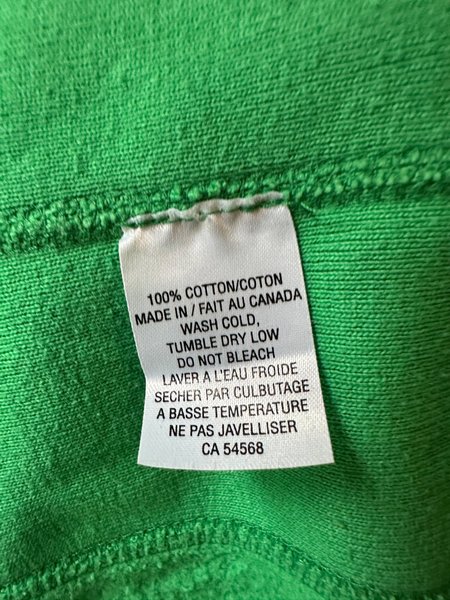 100% COTTON/COTON
MADE IN / FAIT AU CANADA
WASH COLD,
TUMBLE DRY LOW
DO NOT BLEACH
LAVER A L'EAU FROIDE
SECHER PAR CULBUTAGE
A BASSE TEMPERATURE
NE PAS JAVELLISER
CA 54568